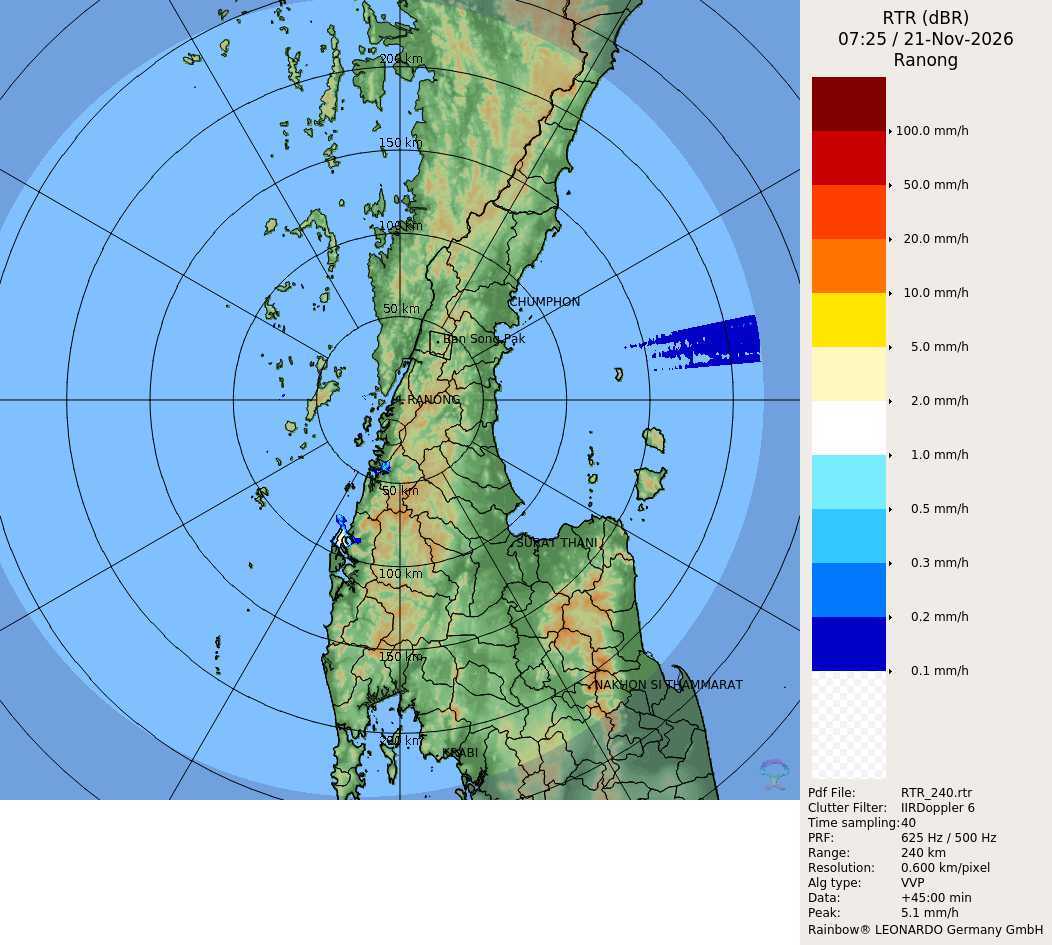 RTR (dBR)
07:25 / 21-Nov-2026
Ranong
200 km
150 km
100 km
50 km
CHUMPHON
Ban Song Pak
RANONG
50 km
SURAT THANI
100 km
150 km
NAKHON SI THAMMARAT
200 km
KRABI
100.0 mm/h
50.0 mm/h
20.0 mm/h
10.0 mm/h
5.0 mm/h
2.0 mm/h
1.0 mm/h
0.5 mm/h
0.3 mm/h
0.2 mm/h
0.1 mm/h
Pdf File: RTR_240.rtr
Clutter Filter: IIRDoppler 6
Time sampling:40
PRF: 625 Hz / 500 Hz
Range: 240 km
Resolution: 0.600 km/pixel
Alg type: VVP
Data: +45:00 min
Peak: 5.1 mm/h
Rainbow® LEONARDO Germany GmbH